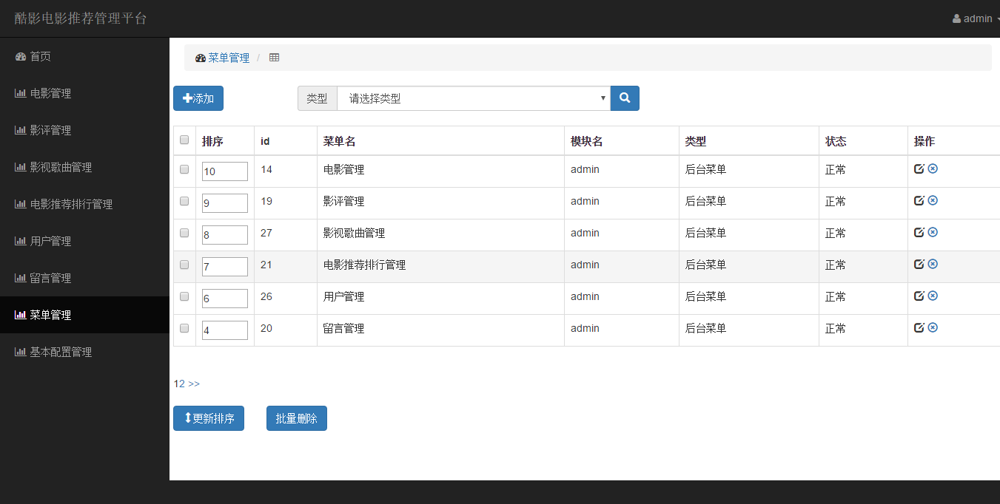 酷影电影推荐管理平台
admin
首页
电影管理
影评管理
影视歌曲管理
电影推荐排行管理
用户管理
留言管理
菜单管理
基本配置管理
菜单管理 /
添加
类型 请选择类型
排序 id 菜单名 模块名 类型 状态 操作
10 14 电影管理 admin 后台菜单 正常
9 19 影评管理 admin 后台菜单 正常
8 27 影视歌曲管理 admin 后台菜单 正常
7 21 电影推荐排行管理 admin 后台菜单 正常
6 26 用户管理 admin 后台菜单 正常
4 20 留言管理 admin 后台菜单 正常
12 >>
更新排序 批量删除